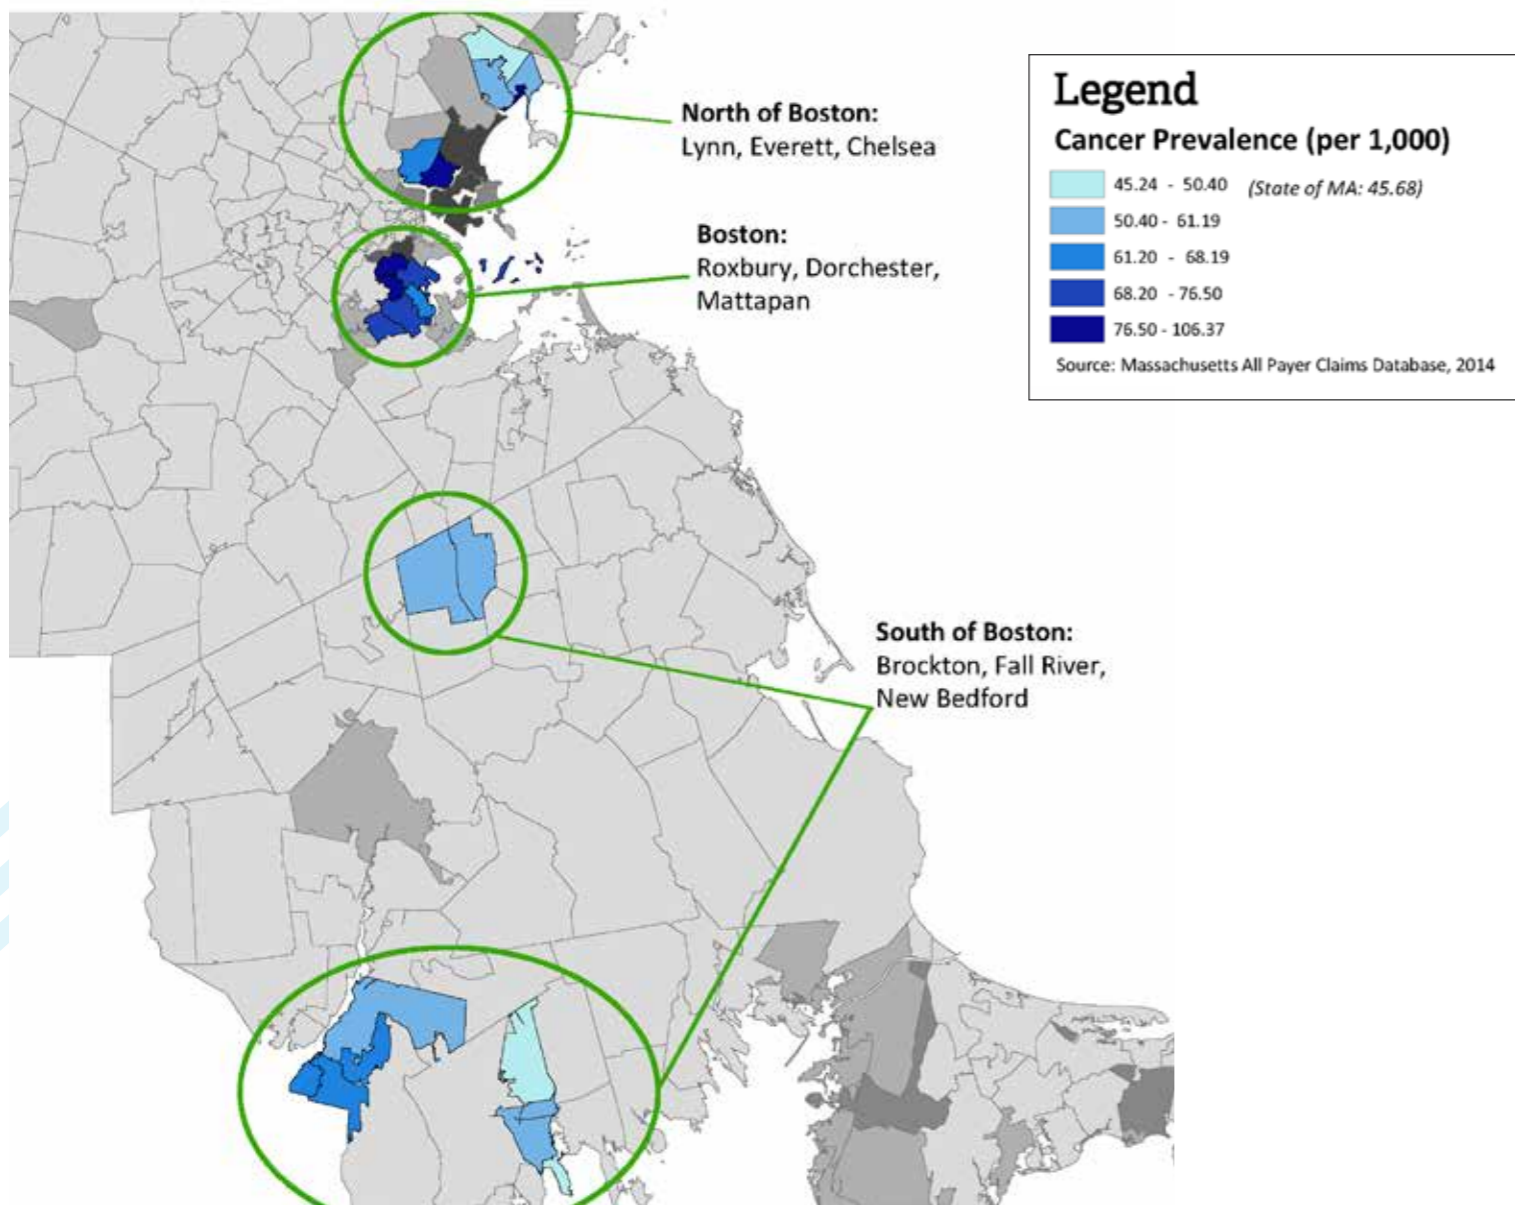 North of Boston:
Lynn, Everett, Chelsea
Boston:
Roxbury, Dorchester,
Mattapan
South of Boston:
Brockton, Fall River,
New Bedford
Legend
Cancer Prevalence (per 1,000)
45.24 - 50.40 (State of MA: 45.68)
50.40 - 61.19
61.20 - 68.19
68.20 - 76.50
76.50 - 106.37
Source: Massachusetts All Payer Claims Database, 2014